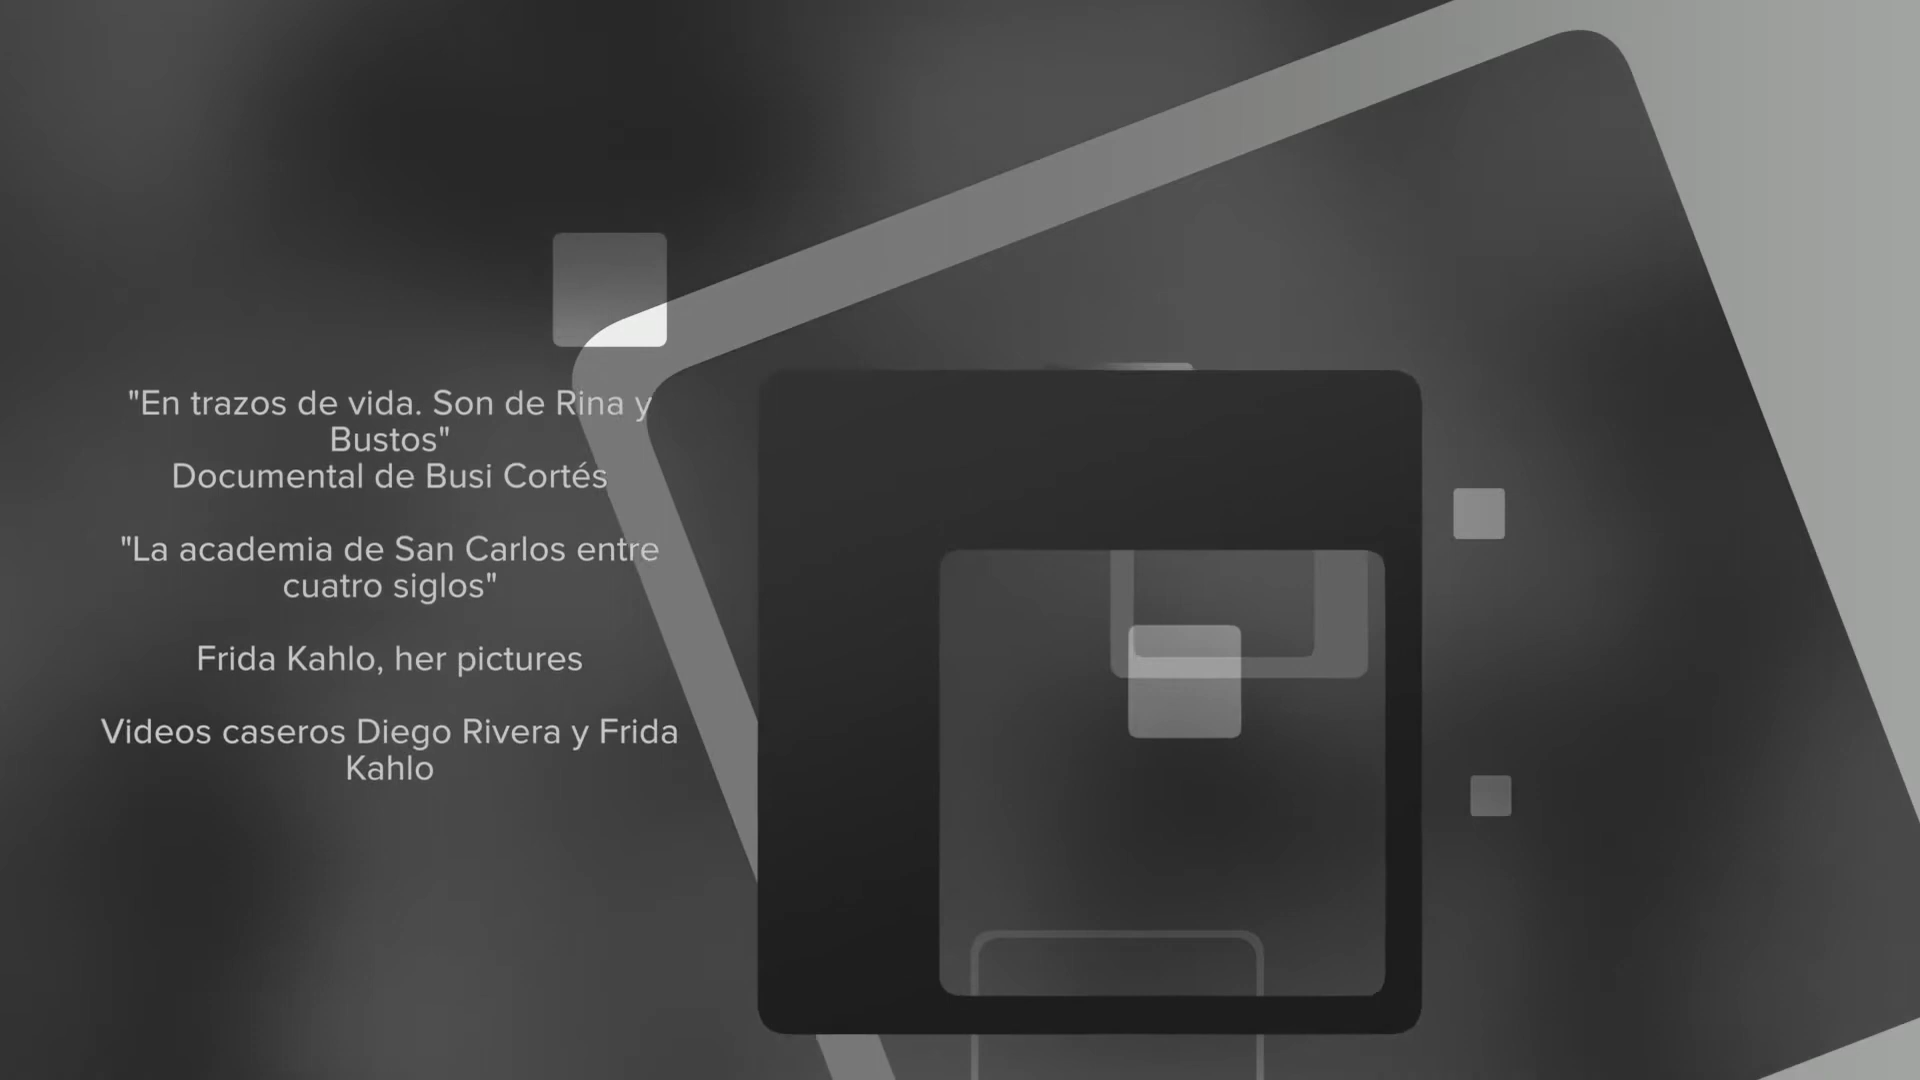 "En trazos de vida. Son de Rina y
Bustos"
Documental de Busi Cortés
"La academia de San Carlos entre
cuatro siglos"
Frida Kahlo, her pictures
Videos caseros Diego Rivera y Frida
Kahlo